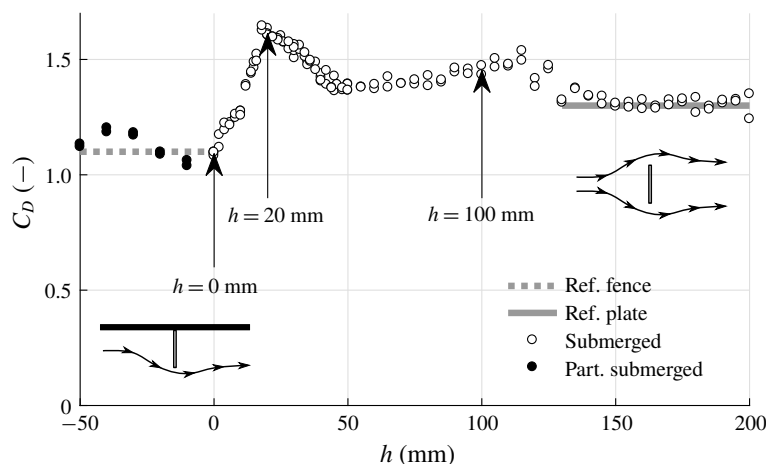 1.5
1.0
0.5
0
C_D (−)
h = 20 mm
h = 100 mm
h = 0 mm
Ref. fence
Ref. plate
Submerged
Part. submerged
−50 0 50 100 150 200
h (mm)